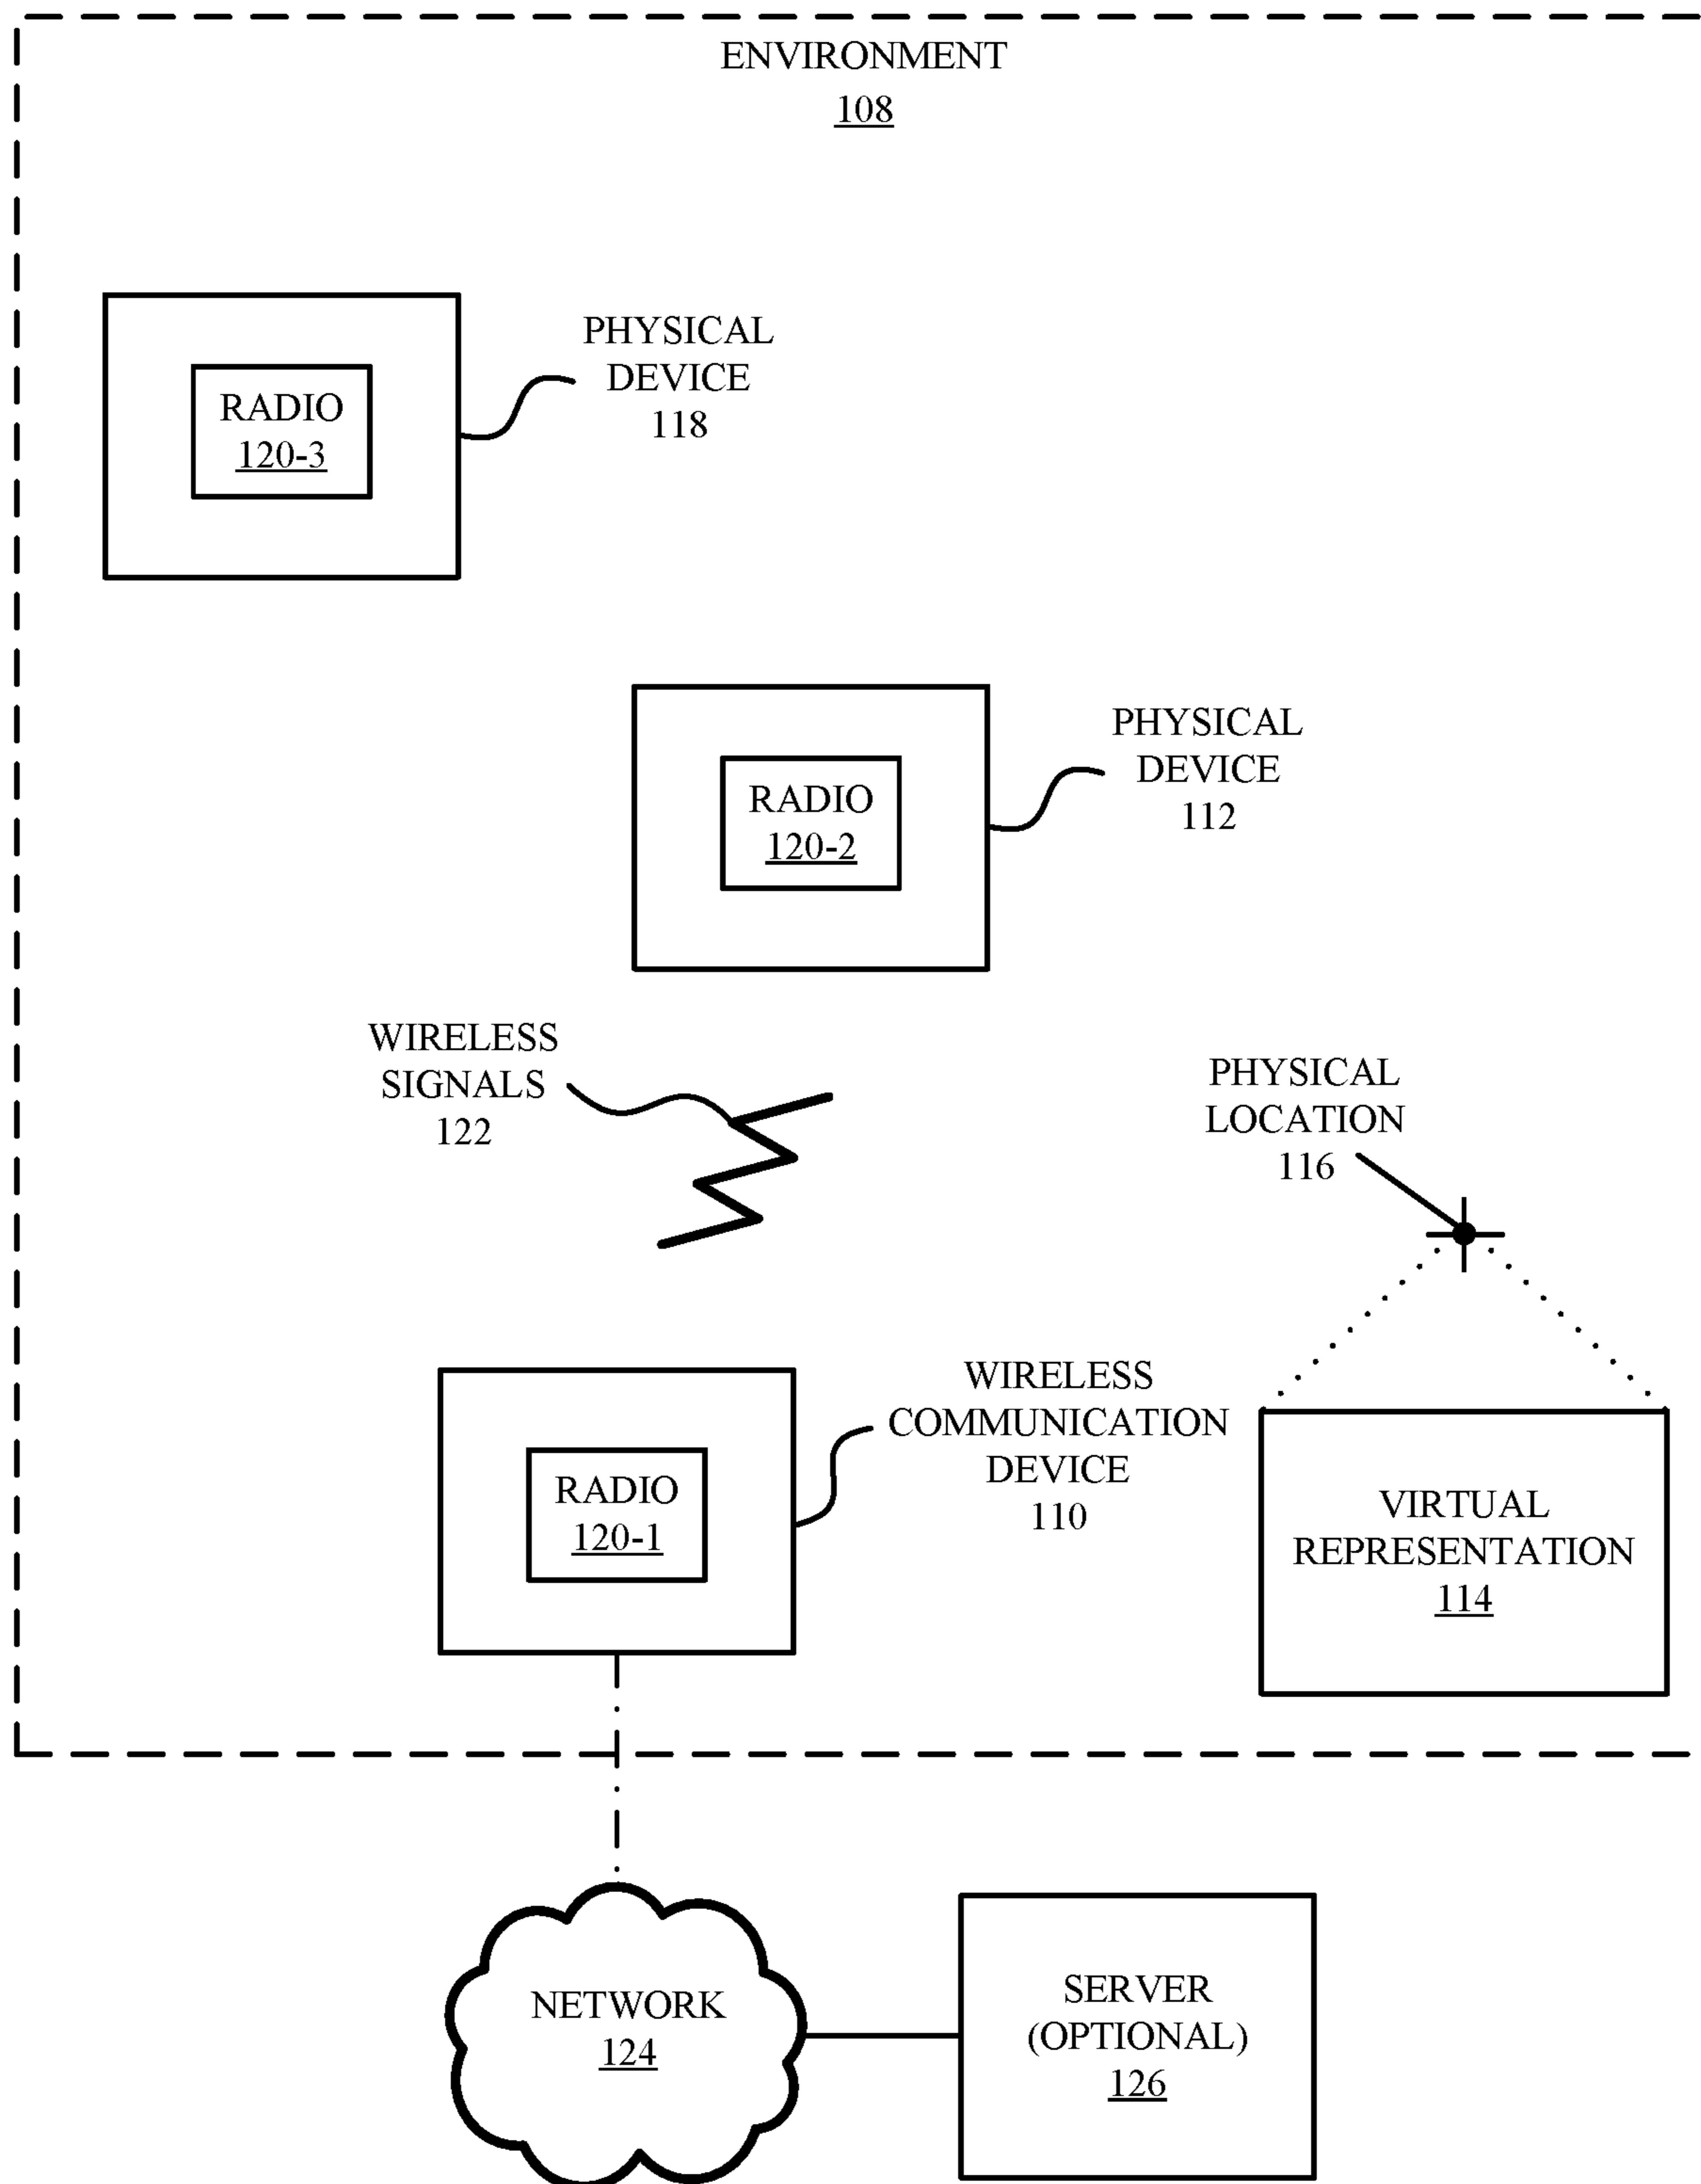 ENVIRONMENT
108
PHYSICAL
DEVICE
118
RADIO
120-3
PHYSICAL
DEVICE
112
RADIO
120-2
WIRELESS
SIGNALS
122
PHYSICAL
LOCATION
116
WIRELESS
COMMUNICATION
DEVICE
110
RADIO
120-1
VIRTUAL
REPRESENTATION
114
NETWORK
124
SERVER
(OPTIONAL)
126